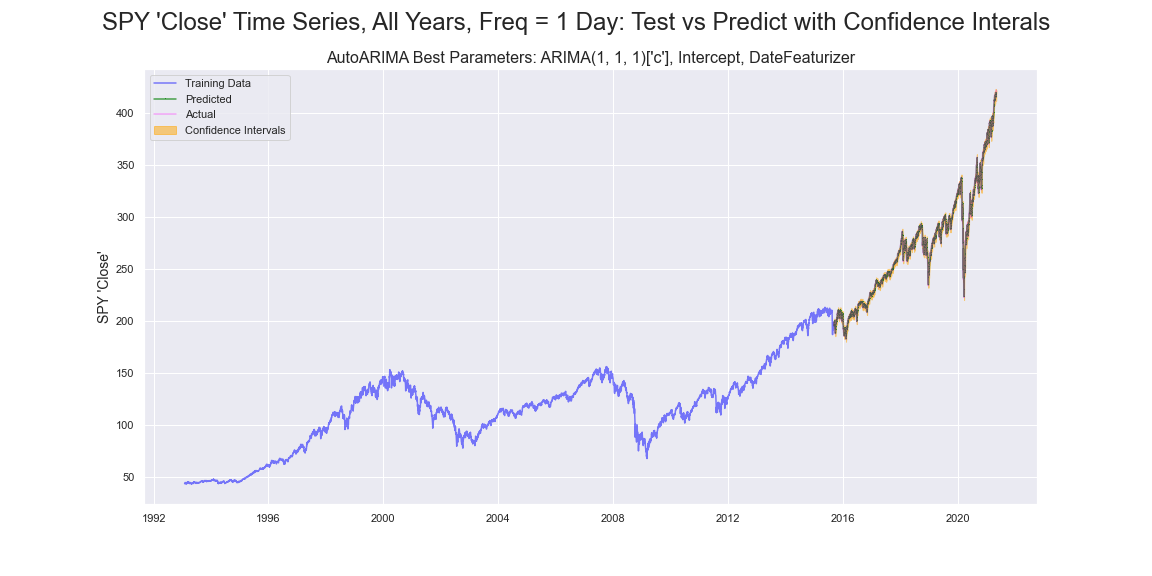 SPY 'Close' Time Series, All Years, Freq = 1 Day: Test vs Predict with Confidence Interals
AutoARIMA Best Parameters: ARIMA(1, 1, 1)['c'], Intercept, DateFeaturizer
Training Data
Predicted
Actual
Confidence Intervals
SPY 'Close'
400
350
300
250
200
150
100
50
1992 1996 2000 2004 2008 2012 2016 2020